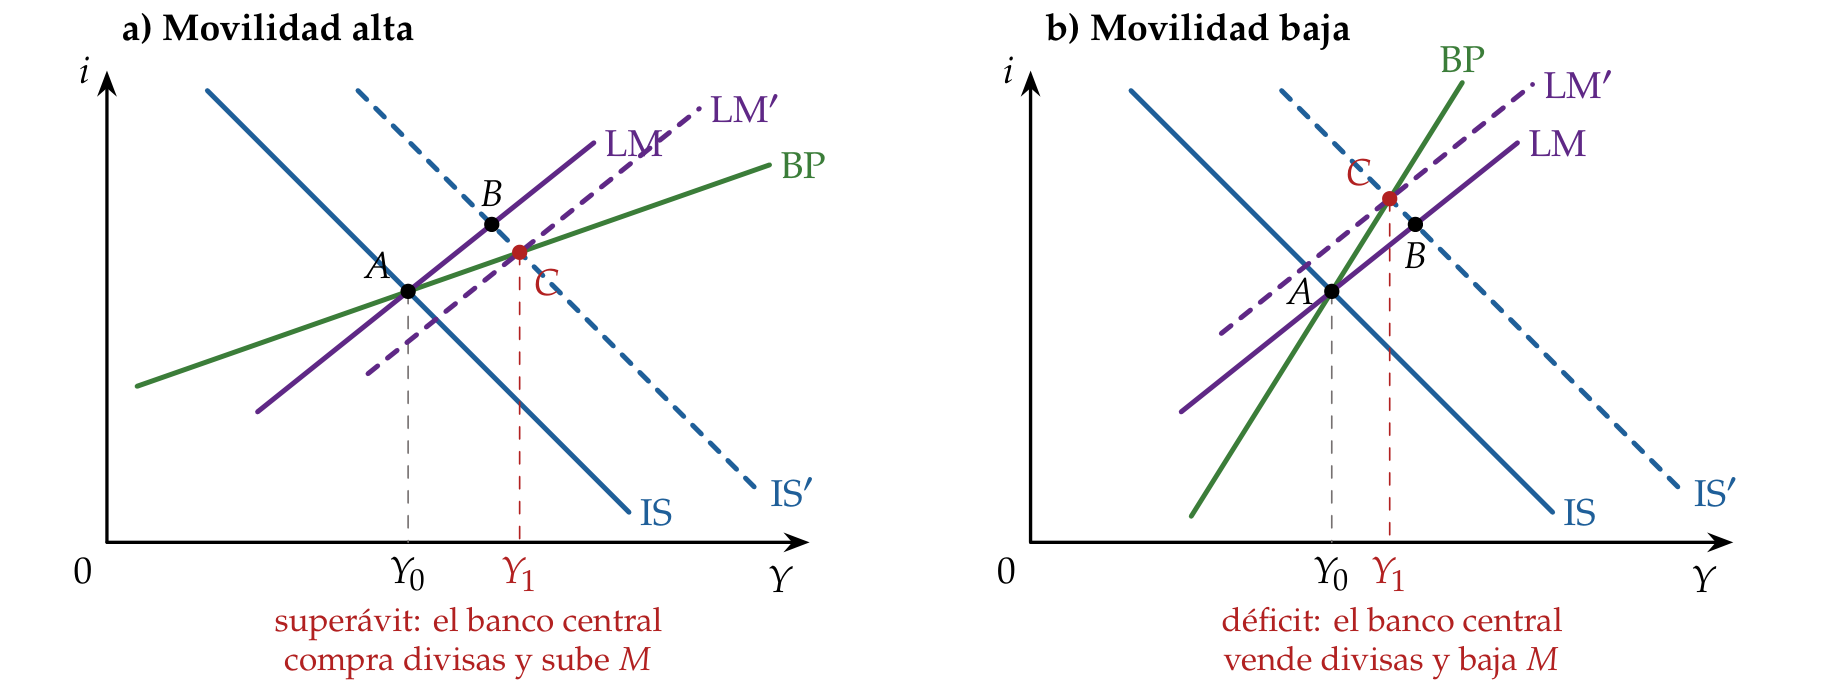 a) Movilidad alta
i
LM′
LM
BP
B
A
C
IS′
IS
0
Y0
Y1
Y
superávit: el banco central
compra divisas y sube M
b) Movilidad baja
i
BP
LM′
LM
C
B
A
IS′
IS
0
Y0
Y1
Y
déficit: el banco central
vende divisas y baja M